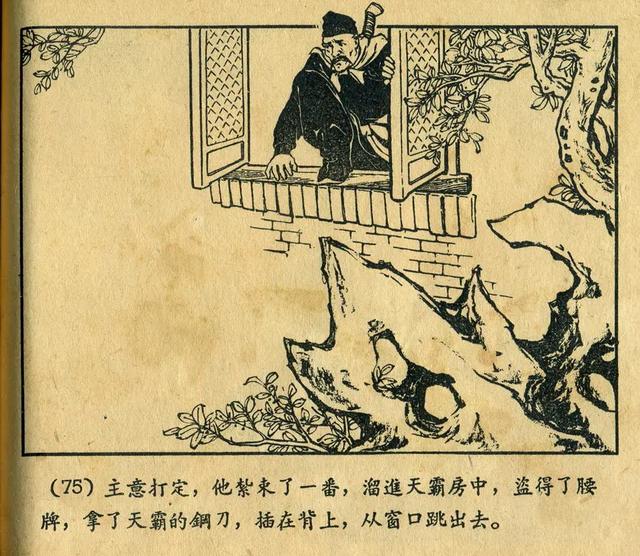 (75) 主意打定，他紮束了一番，溜進天霸房中，盜得了腰
牌，拿了天霸的鋼刀，插在背上，从窗口跳出去。